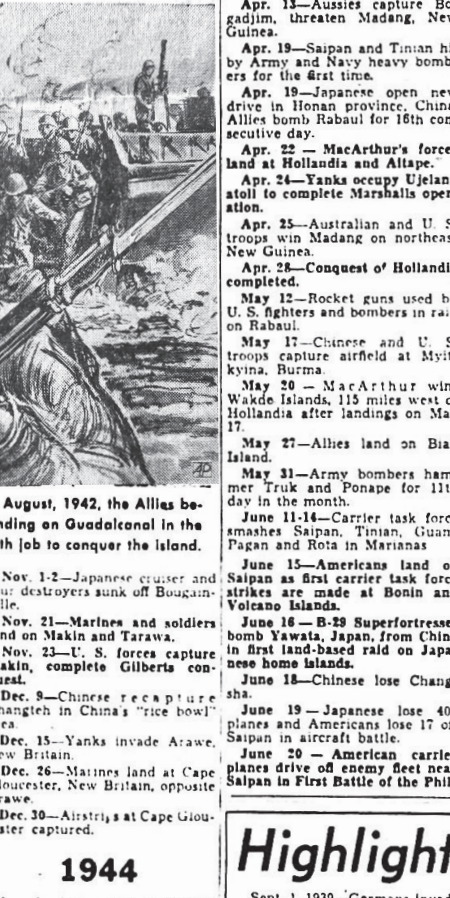 AP
August, 1942, the Allies be-
nding on Guadalcanal in the
th job to conquer the island.
Nov. 1-2—Japanese cruiser and
ur destroyers sunk off Bougain-
lle.
Nov. 21—Marines and soldiers
nd on Makin and Tarawa.
Nov. 23—U. S. forces capture
akin, complete Gilberts con-
uest.
Dec. 9—Chinese recapture
hangteh in China's "rice bowl"
ea.
Dec. 15—Yanks invade Arawe,
ew Britain.
Dec. 26—Marines land at Cape
loucester, New Britain, opposite
rawe.
Dec. 30—Airstrips at Cape Glou-
ster captured.
1944
Apr. 13—Aussies capture Bo
gadjim, threaten Madang, New
Guinea.
Apr. 19—Saipan and Tinian hi
by Army and Navy heavy bomb
ers for the first time.
Apr. 19—Japanese open new
drive in Honan province, China
Allies bomb Rabaul for 16th con
secutive day.
Apr. 22 — MacArthur's force
land at Hollandia and Aitape.
Apr. 24—Yanks occupy Ujelan
atoll to complete Marshalls oper
ation.
Apr. 25—Australian and U. S
troops win Madang on northeas
New Guinea.
Apr. 28—Conquest of Hollandi
completed.
May 12—Rocket guns used b
U. S. fighters and bombers in rai
on Rabaul.
May 17—Chinese and U. S
troops capture airfield at Myit
kyina, Burma.
May 20 — MacArthur win
Wakde Islands, 115 miles west o
Hollandia after landings on Ma
17.
May 27—Allies land on Bia
Island.
May 31—Army bombers ham
mer Truk and Ponape for 11t
day in the month.
June 11-14—Carrier task forc
smashes Saipan, Tinian, Guam
Pagan and Rota in Marianas
June 15—Americans land o
Saipan as first carrier task forc
strikes are made at Bonin an
Volcano Islands.
June 16 — B-29 Superfortresse
bomb Yawata, Japan, from Chin
in first land-based raid on Japa
nese home islands.
June 18—Chinese lose Chang
sha.
June 19 — Japanese lose 40
planes and Americans lose 17 of
Saipan in aircraft battle.
June 20 — American carrie
planes drive off enemy fleet nea
Saipan in First Battle of the Phil
Highlight
Sept. 1, 1939